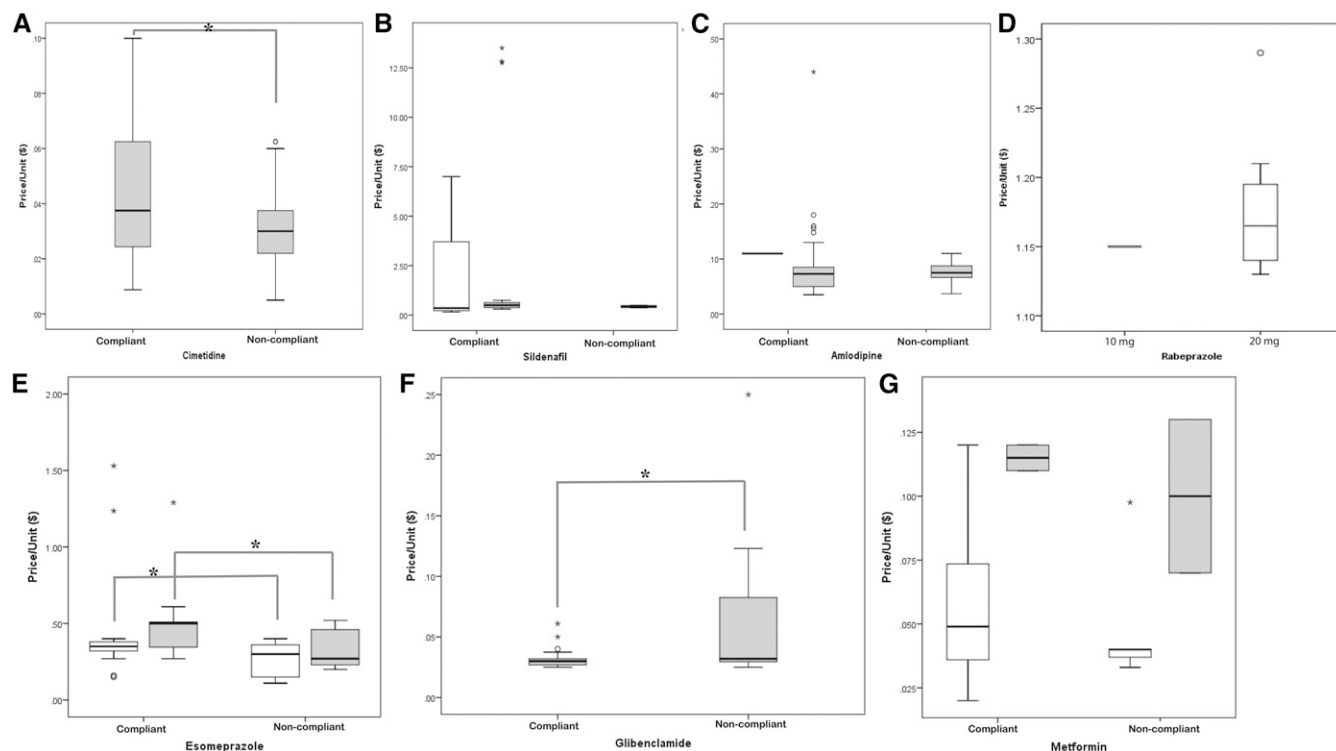 A
Price/Unit ($)
.10
.08
.06
.04
.02
.00
*
Compliant
Non-compliant
Cimetidine
B
Price/Unit ($)
12.50
10.00
7.50
5.00
2.50
.00
Compliant
Non-compliant
Sildenafil
C
Price/Unit ($)
.50
.40
.30
.20
.10
.00
Compliant
Non-compliant
Amlodipine
D
Price/Unit ($)
1.30
1.25
1.20
1.15
1.10
10 mg
20 mg
Rabeprazole
E
Price/Unit ($)
2.00
1.50
1.00
.50
.00
*
*
Compliant
Non-compliant
Esomeprazole
F
Price/Unit ($)
.25
.20
.15
.10
.05
.00
*
Compliant
Non-compliant
Glibenclamide
G
Price/Unit ($)
.125
.100
.075
.050
.025
Compliant
Non-compliant
Metformin